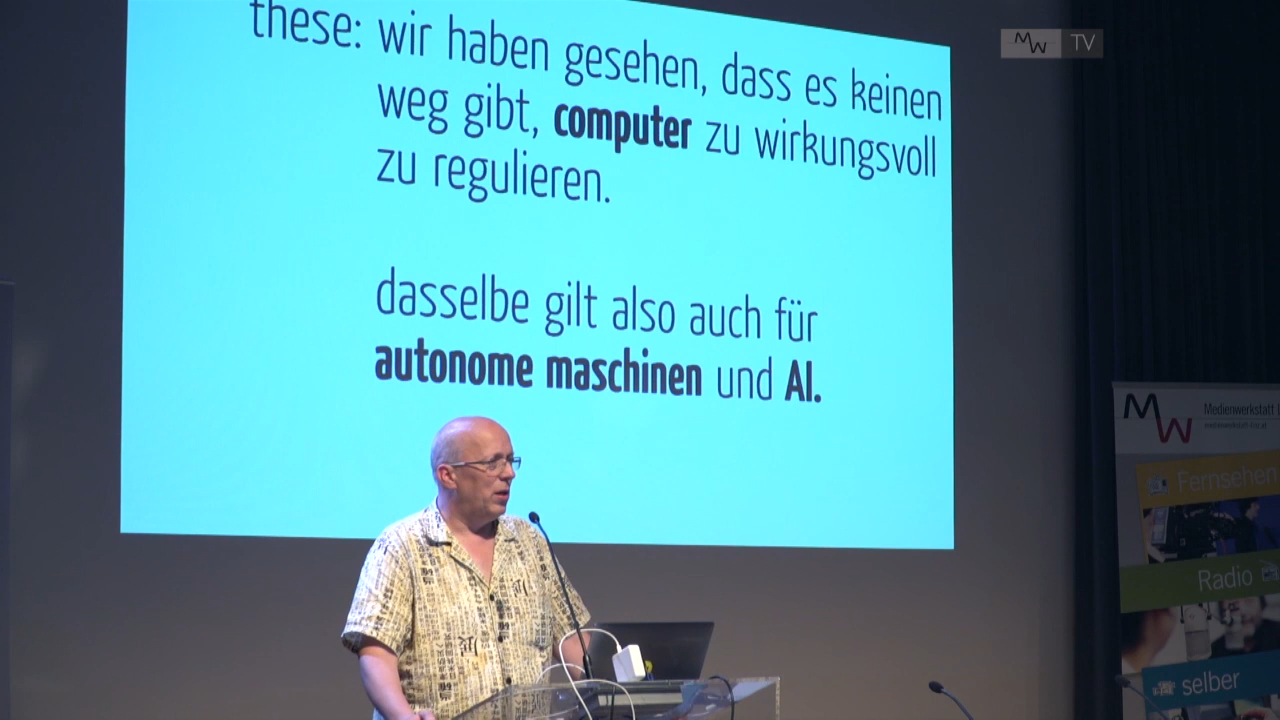 these: wir haben gesehen, dass es keinen
weg gibt, computer zu wirkungsvoll
zu regulieren.
dasselbe gilt also auch für
autonome maschinen und AI.
MW TV
MW Medienwerkstatt
Fernsehen
Radio
selber